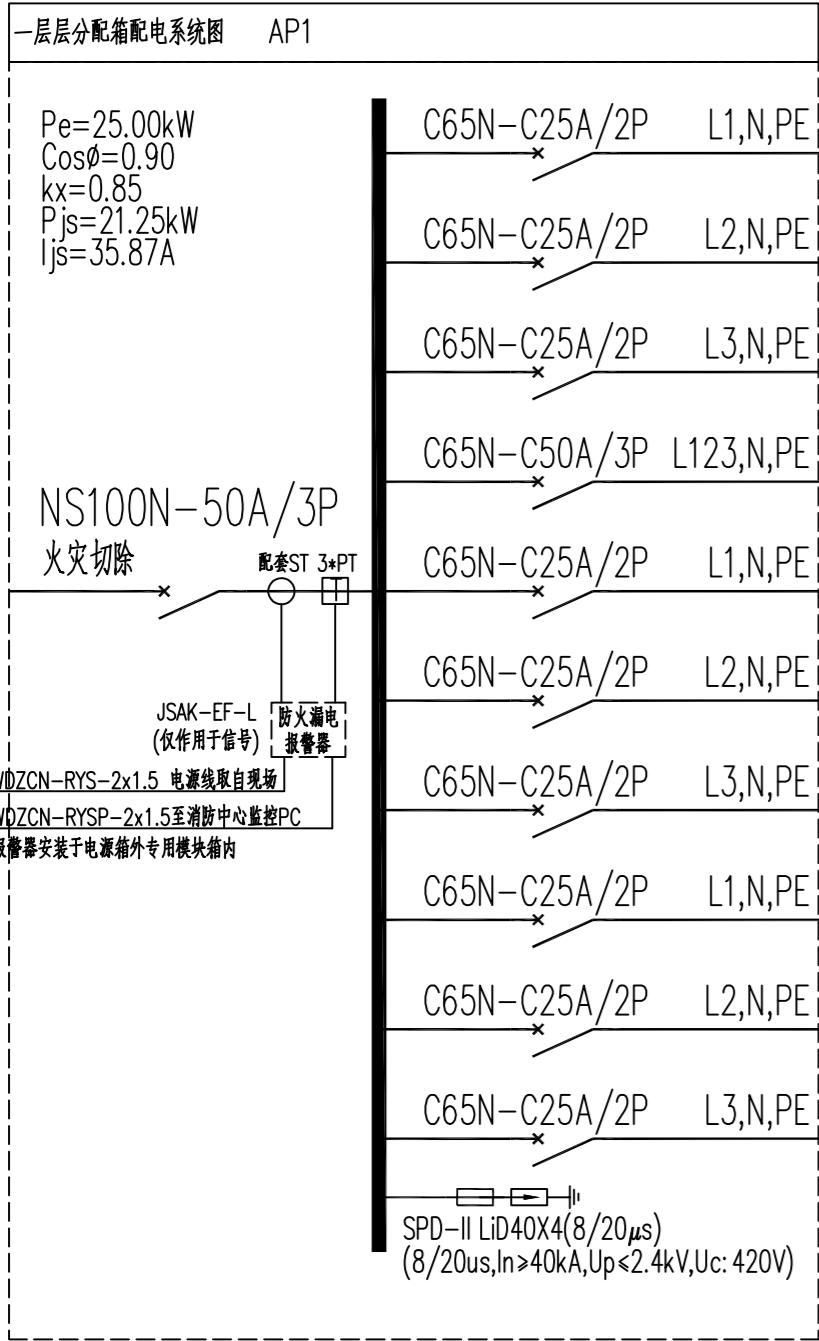 一层层分配箱配电系统图 AP1
Pe=25.00kW
CosØ=0.90
kx=0.85
Pjs=21.25kW
Ijs=35.87A
NS100N-50A/3P
火灾切除
配套ST 3*PT
JSAK-EF-L
(仅作用于信号)
防火漏电
报警器
WDZCN-RYS-2x1.5 电源线取自现场
WDZCN-RYSP-2x1.5至消防中心监控PC
报警器安装于电源箱外专用模块箱内
C65N-C25A/2P L1,N,PE
C65N-C25A/2P L2,N,PE
C65N-C25A/2P L3,N,PE
C65N-C50A/3P L123,N,PE
C65N-C25A/2P L1,N,PE
C65N-C25A/2P L2,N,PE
C65N-C25A/2P L3,N,PE
C65N-C25A/2P L1,N,PE
C65N-C25A/2P L2,N,PE
C65N-C25A/2P L3,N,PE
SPD-II LiD40X4(8/20μs)
(8/20us,In≥40kA,Up≤2.4kV,Uc: 420V)